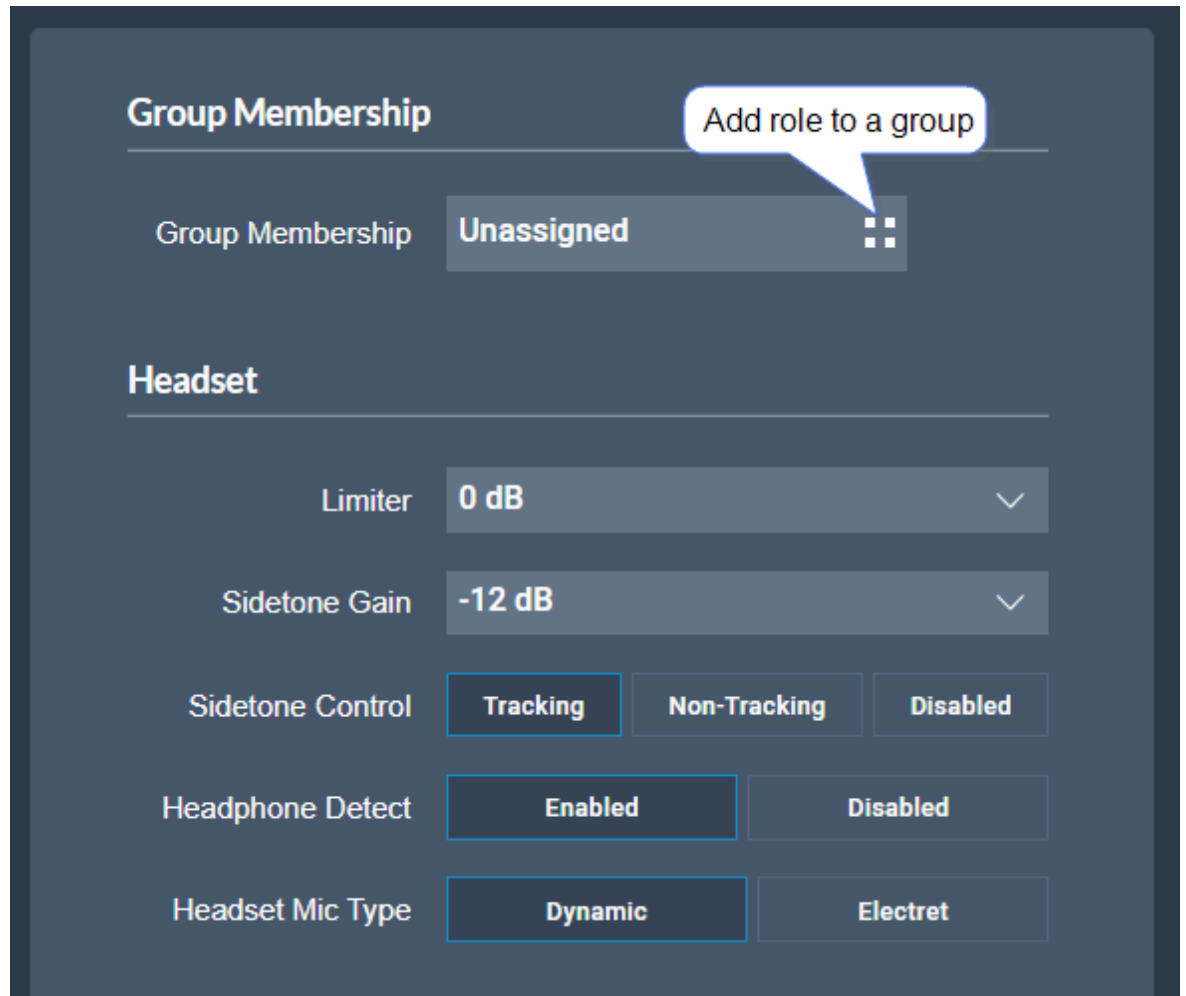 Group Membership
Add role to a group
Group Membership Unassigned
Headset
Limiter 0 dB
Sidetone Gain -12 dB
Sidetone Control Tracking Non-Tracking Disabled
Headphone Detect Enabled Disabled
Headset Mic Type Dynamic Electret